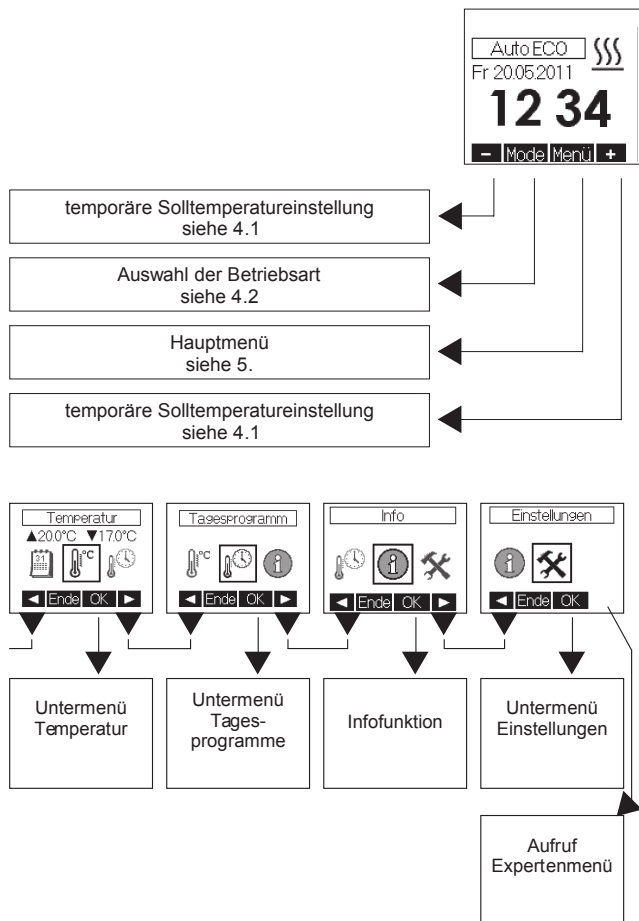 Auto ECO
Fr 20.05.2011
12 34
− Mode Menü +
temporäre Solltemperatureinstellung
siehe 4.1
Auswahl der Betriebsart
siehe 4.2
Hauptmenü
siehe 5.
temporäre Solltemperatureinstellung
siehe 4.1
Temperatur
▲20.0°C ▼17.0°C
31 °C
◄ Ende OK ►
Tagesprogramm
°C i
◄ Ende OK ►
Info
i
◄ Ende OK ►
Einstellungen
i
◄ Ende OK
Untermenü
Temperatur
Untermenü
Tages-
programme
Infofunktion
Untermenü
Einstellungen
Aufruf
Expertenmenü